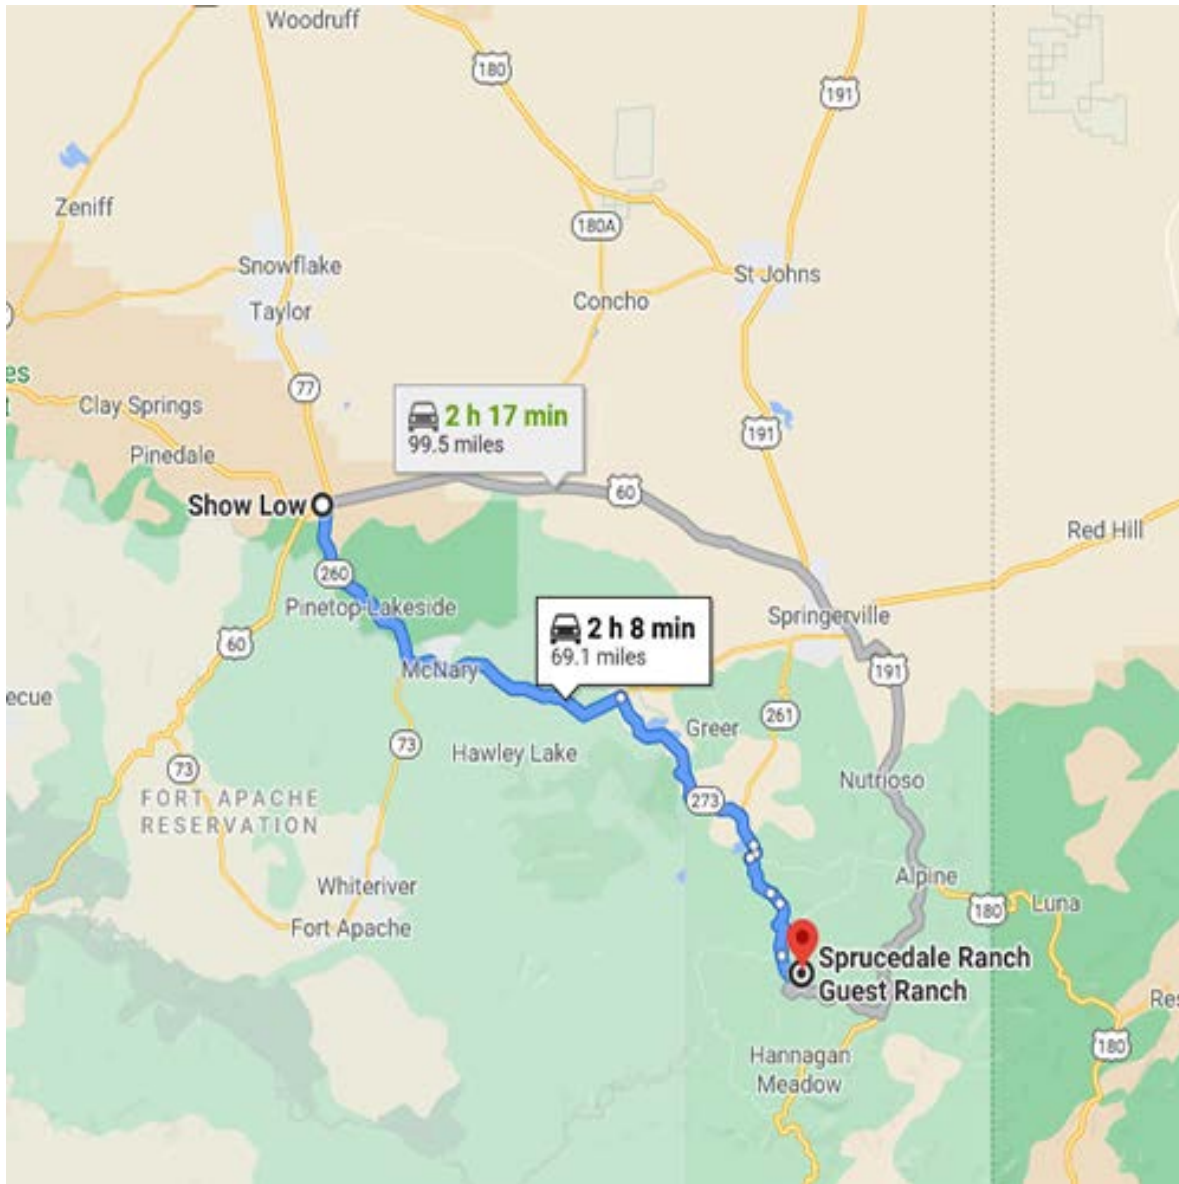 Woodruff
180
191
Zeniff
180A
Snowflake
St Johns
Concho
Taylor
es
t
77
Clay Springs
2 h 17 min
99.5 miles
191
Pinedale
60
Show Low
Red Hill
260
Pinetop-Lakeside
2 h 8 min
69.1 miles
Springerville
60
McNary
191
ecue
261
Greer
73
Hawley Lake
73
Nutrioso
FORT APACHE
RESERVATION
273
Alpine
Whiteriver
180
Luna
Fort Apache
Sprucedale Ranch
Guest Ranch
Res
180
Hannagan
Meadow